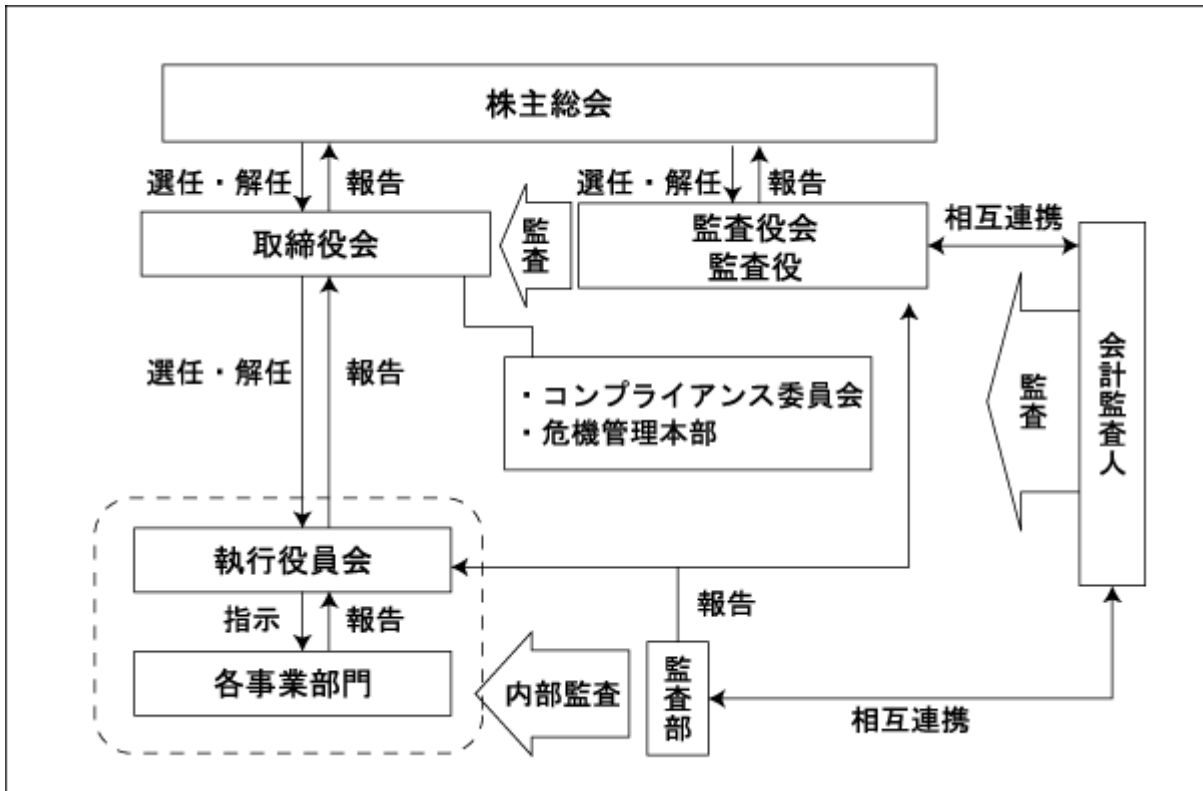 株主総会
選任・解任
報告
選任・解任
報告
取締役会
監査
監査役会
監査役
相互連携
会計監査人
選任・解任
報告
・コンプライアンス委員会
・危機管理本部
監査
執行役員会
指示
報告
各事業部門
内部監査
監査部
報告
相互連携